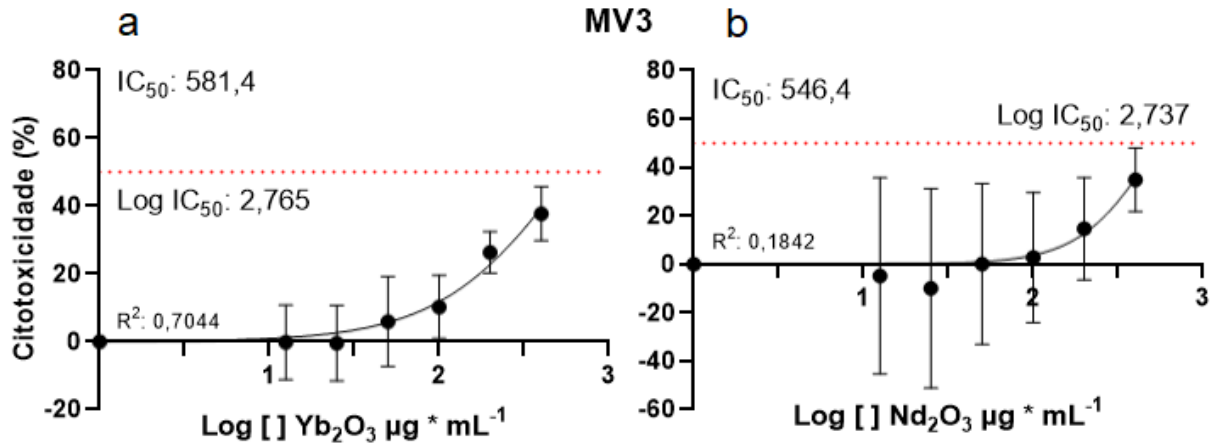 MV3
a
Citotoxicidade (%)
80
60
40
20
0
-20
IC₅₀: 581,4
Log IC₅₀: 2,765
R²: 0,7044
1
2
3
Log [ ] Yb₂O₃ µg * mL⁻¹
b
80
60
40
20
0
-20
-40
-60
IC₅₀: 546,4
Log IC₅₀: 2,737
R²: 0,1842
1
2
3
Log [ ] Nd₂O₃ µg * mL⁻¹